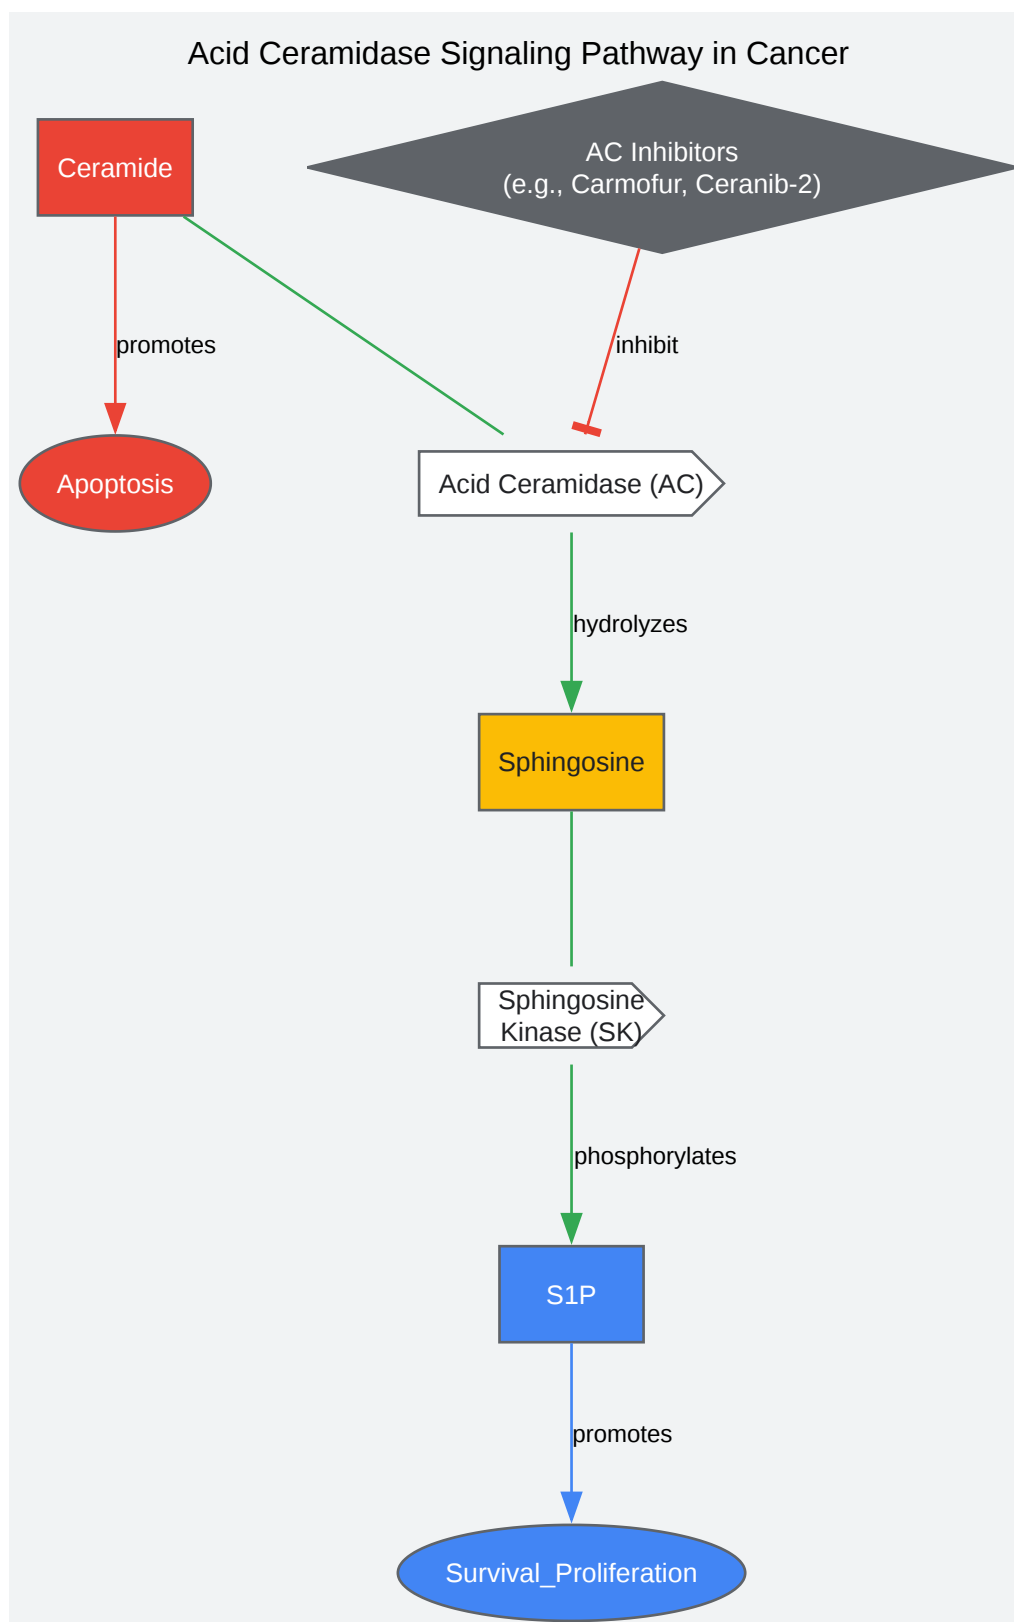 Acid Ceramidase Signaling Pathway in Cancer
Ceramide
AC Inhibitors
(e.g., Carmofur, Ceranib-2)
promotes
inhibit
Apoptosis
Acid Ceramidase (AC)
hydrolyzes
Sphingosine
Sphingosine
Kinase (SK)
phosphorylates
S1P
promotes
Survival_Proliferation